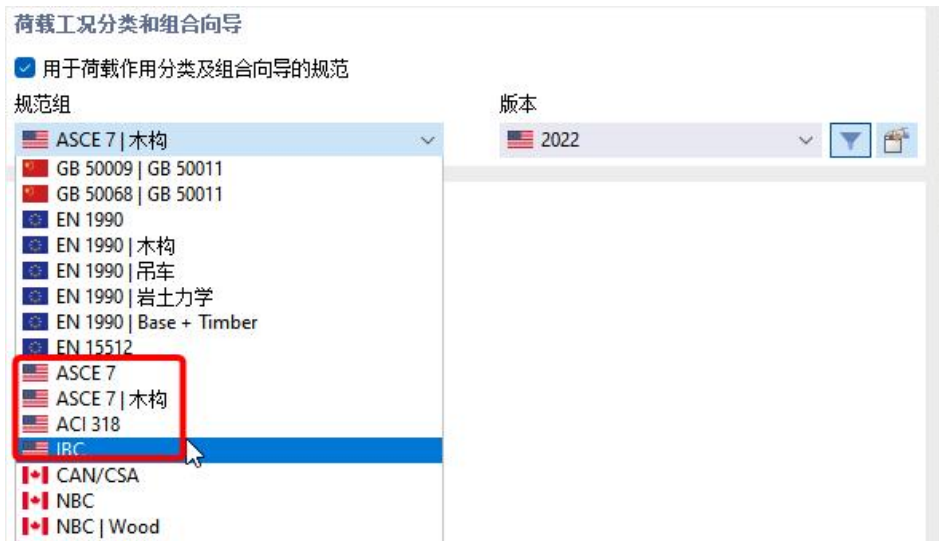 荷载工况分类和组合向导
用于荷载作用分类及组合向导的规范
规范组
版本
ASCE 7 | 木构
2022
GB 50009 | GB 50011
GB 50068 | GB 50011
EN 1990
EN 1990 | 木构
EN 1990 | 吊车
EN 1990 | 岩土力学
EN 1990 | Base + Timber
EN 15512
ASCE 7
ASCE 7 | 木构
ACI 318
IBC
CAN/CSA
NBC
NBC | Wood